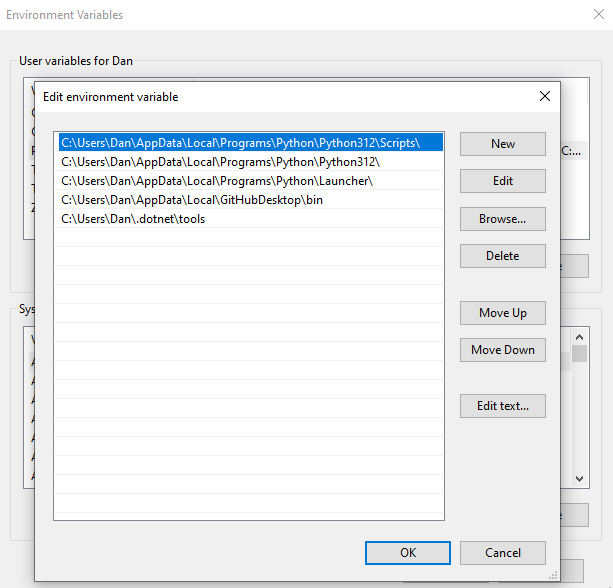 Environment Variables
User variables for Dan
Edit environment variable
C:\Users\Dan\AppData\Local\Programs\Python\Python312\Scripts\
C:\Users\Dan\AppData\Local\Programs\Python\Python312\
C:\Users\Dan\AppData\Local\Programs\Python\Launcher\
C:\Users\Dan\AppData\Local\GitHubDesktop\bin
C:\Users\Dan\.dotnet\tools
New
Edit
Browse...
Delete
Move Up
Move Down
Edit text...
OK
Cancel
C:...
Sys